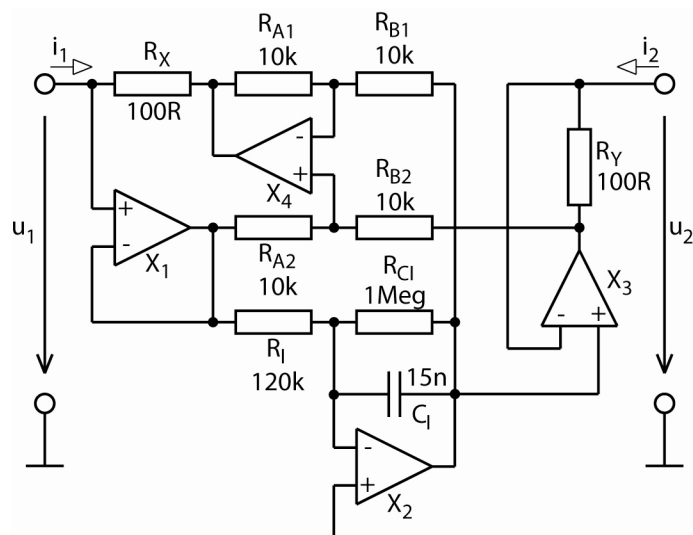 i1
RX
100R
RA1
10k
RB1
10k
i2
-
+
X4
RB2
10k
RY
100R
u1
+
-
X1
RA2
10k
RCI
1Meg
X3
-
+
u2
RI
120k
15n
CI
-
+
X2